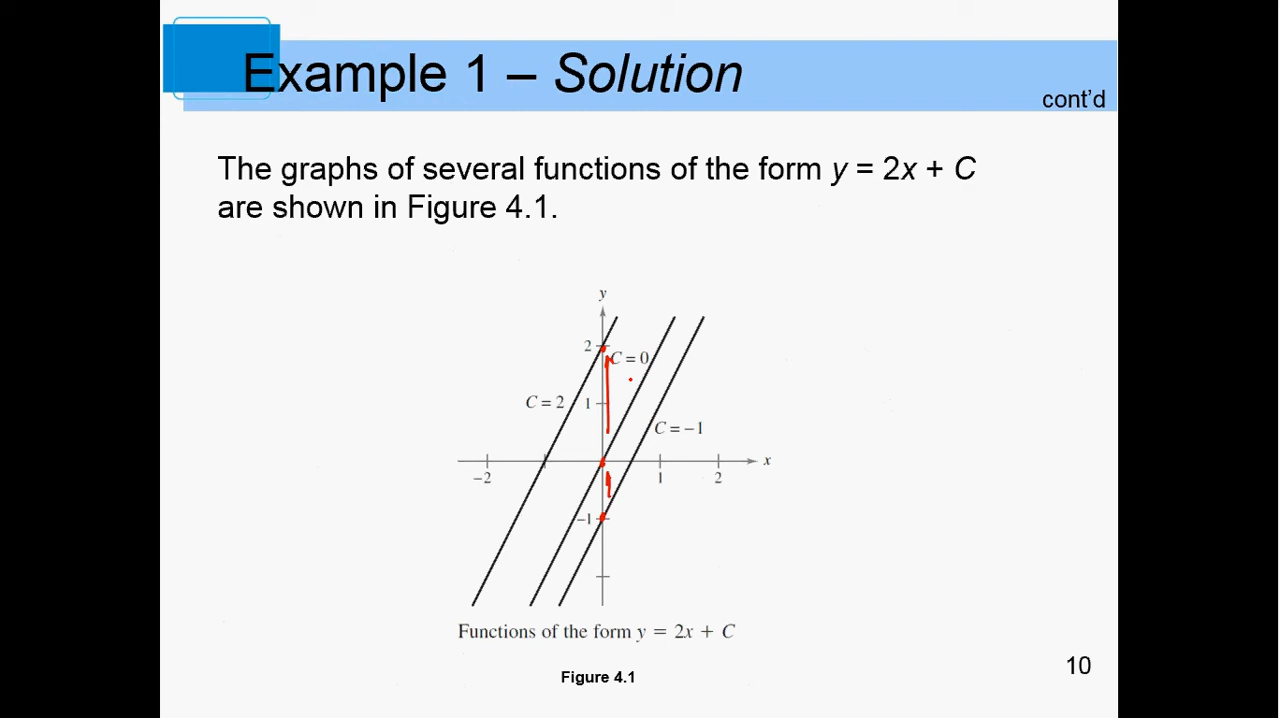 Example 1 – Solution
cont’d
The graphs of several functions of the form y = 2x + C
are shown in Figure 4.1.
y
2
C = 0
C = 2
1
C = −1
x
−2
1
2
−1
Functions of the form y = 2x + C
Figure 4.1
10